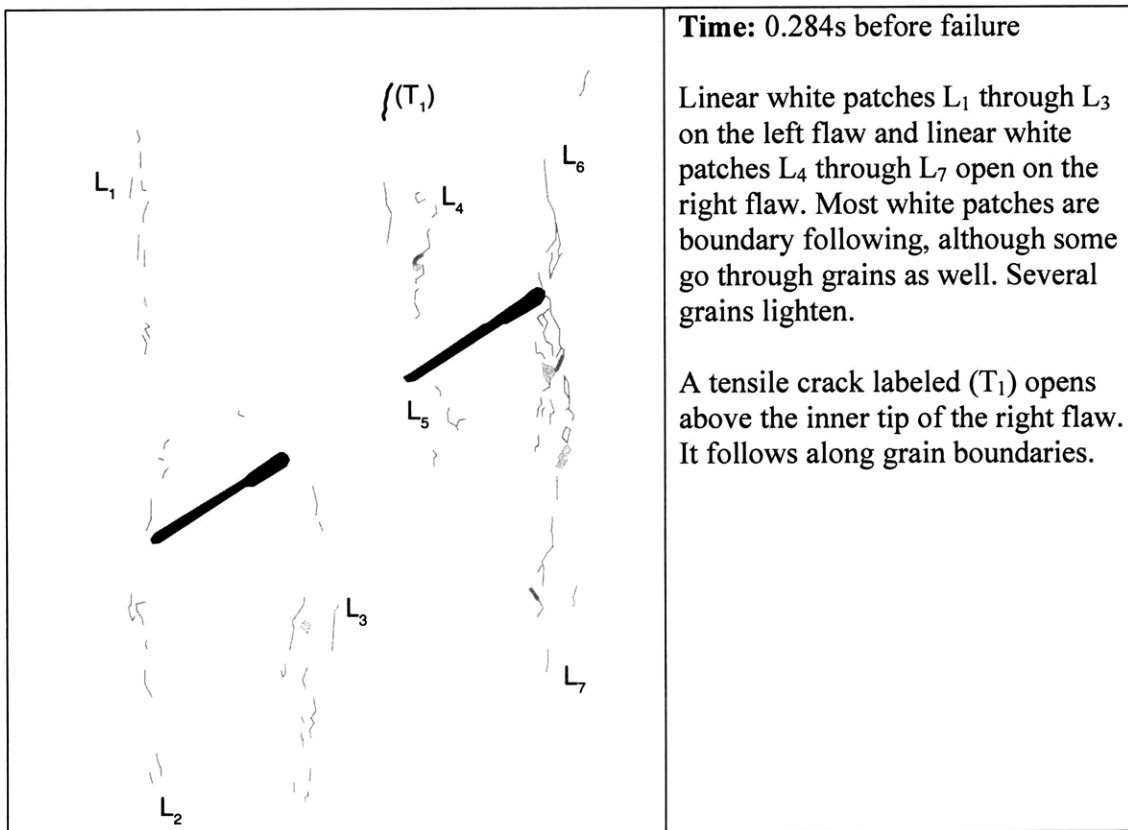 (T₁)
L₁
L₆
L₄
L₅
L₃
L₇
L₂
Time: 0.284s before failure
Linear white patches L₁ through L₃
on the left flaw and linear white
patches L₄ through L₇ open on the
right flaw. Most white patches are
boundary following, although some
go through grains as well. Several
grains lighten.
A tensile crack labeled (T₁) opens
above the inner tip of the right flaw.
It follows along grain boundaries.